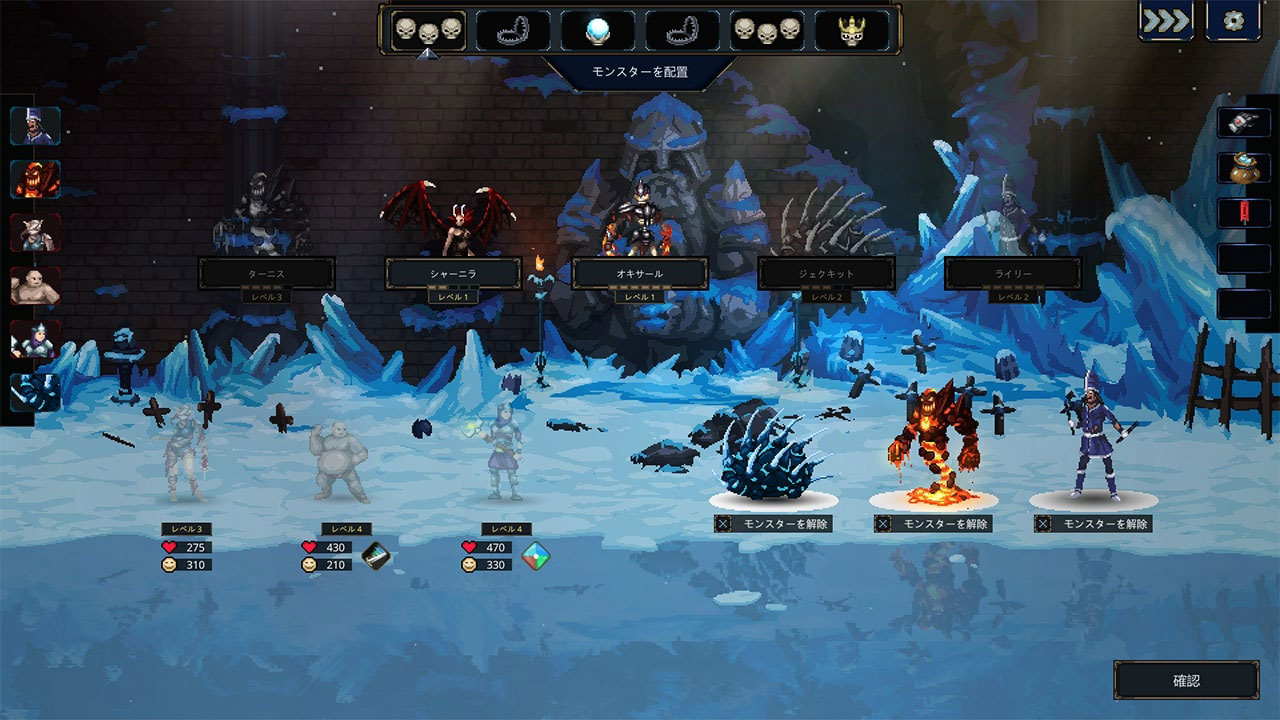 モンスターを配置
ターニス
レベル3
シャーニラ
レベル1
オキサール
レベル1
ジェクキット
レベル2
ライリー
レベル2
モンスターを解除
モンスターを解除
モンスターを解除
レベル3
275
310
レベル4
430
210
レベル4
470
330
確認